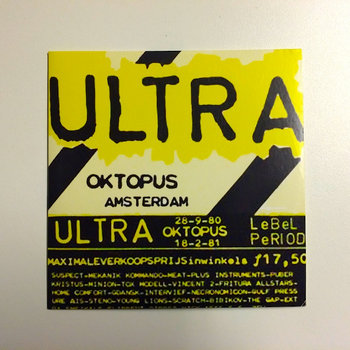 ULTRA
OKTOPUS
AMSTERDAM
ULTRA 28-9-80 OKTOPUS 18-2-81 LeBeL PeRIOD
MAXIMALEVERKOOPSPRIJSinwinkels ƒ17,50
SUSPECT-MEKANIK KOMMANDO-MEAT-PLUS INSTRUMENTS-PUBER
KRISTUS-MINION-TOX MODELL-VINCENT 2-FRITURA ALLSTARS-
HOME COMFORT-GDANSK-INTERVIEF-NECRONOMICON-GULF PRESS
URE AIS-STENO-YOUNG LIONS-SCRATCH-BIBIKOV-THE GAP-EXT